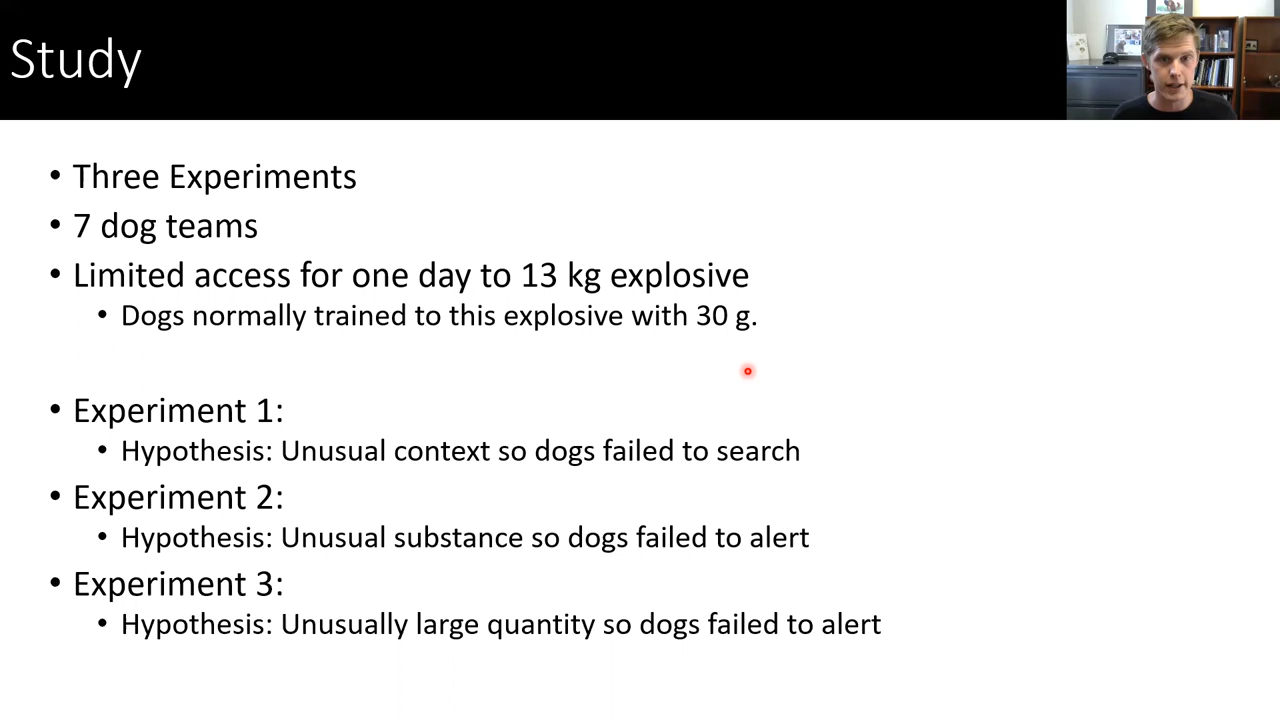 Study
• Three Experiments
• 7 dog teams
• Limited access for one day to 13 kg explosive
• Dogs normally trained to this explosive with 30 g.
• Experiment 1:
• Hypothesis: Unusual context so dogs failed to search
• Experiment 2:
• Hypothesis: Unusual substance so dogs failed to alert
• Experiment 3:
• Hypothesis: Unusually large quantity so dogs failed to alert